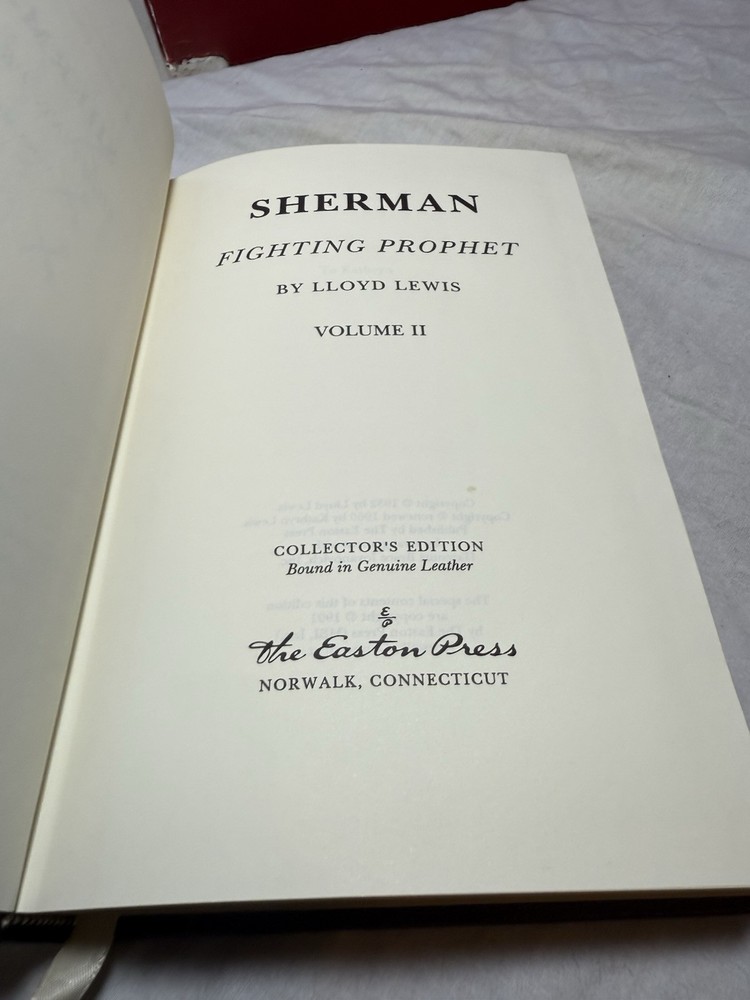 SHERMAN
FIGHTING PROPHET
BY LLOYD LEWIS
VOLUME II
COLLECTOR'S EDITION
Bound in Genuine Leather
E
P
The Easton Press
NORWALK, CONNECTICUT